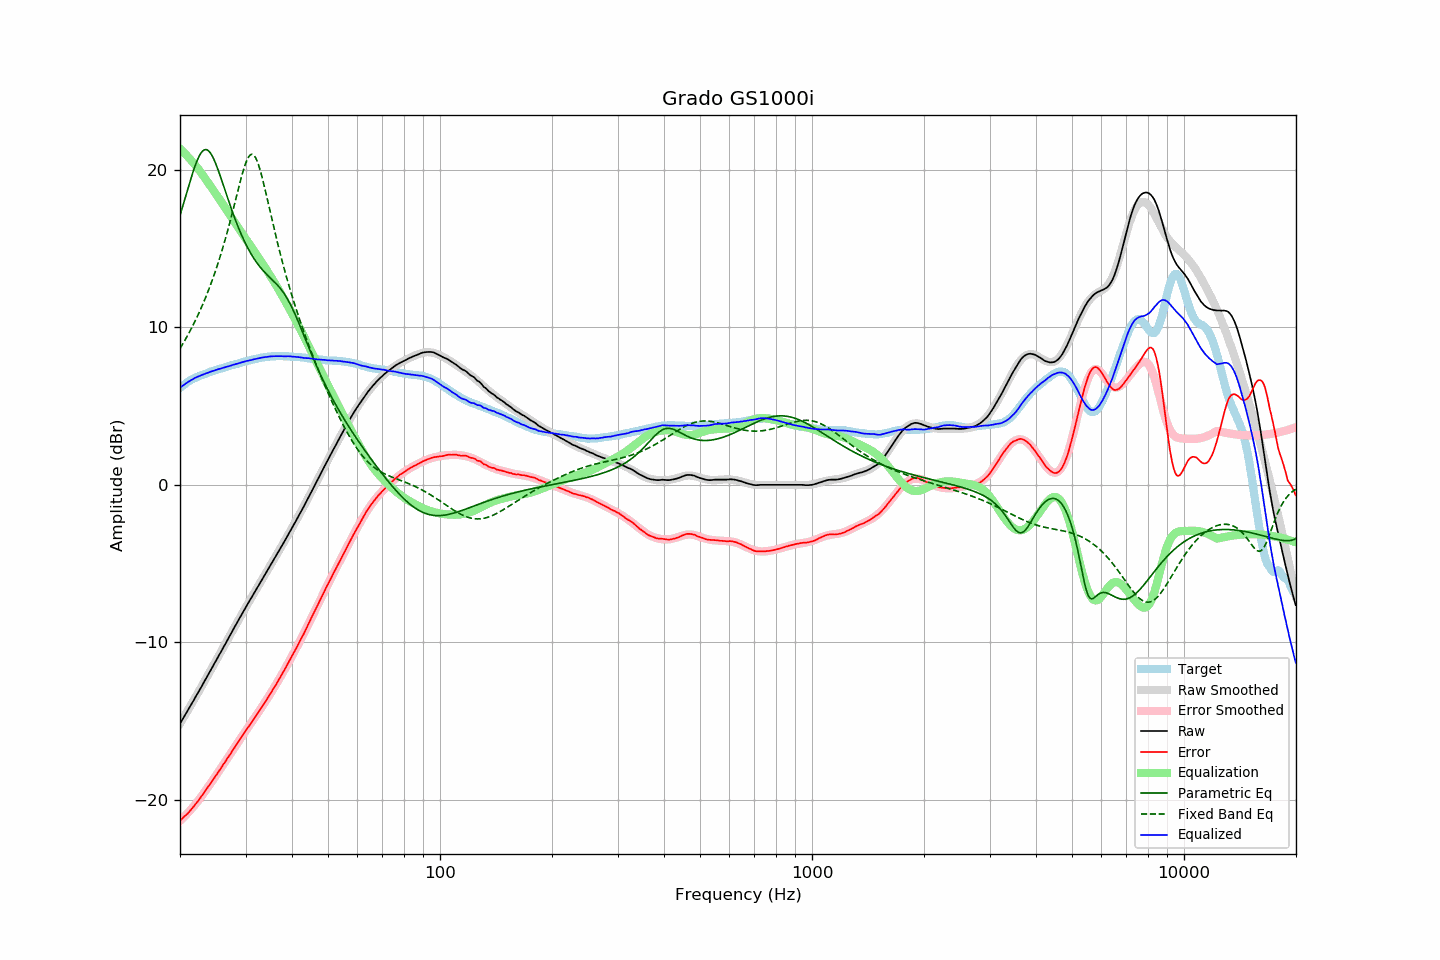 Grado GS1000i
Amplitude (dBr)
20
10
0
−10
−20
100
1000
10000
Frequency (Hz)
Target
Raw Smoothed
Error Smoothed
Raw
Error
Equalization
Parametric Eq
Fixed Band Eq
Equalized